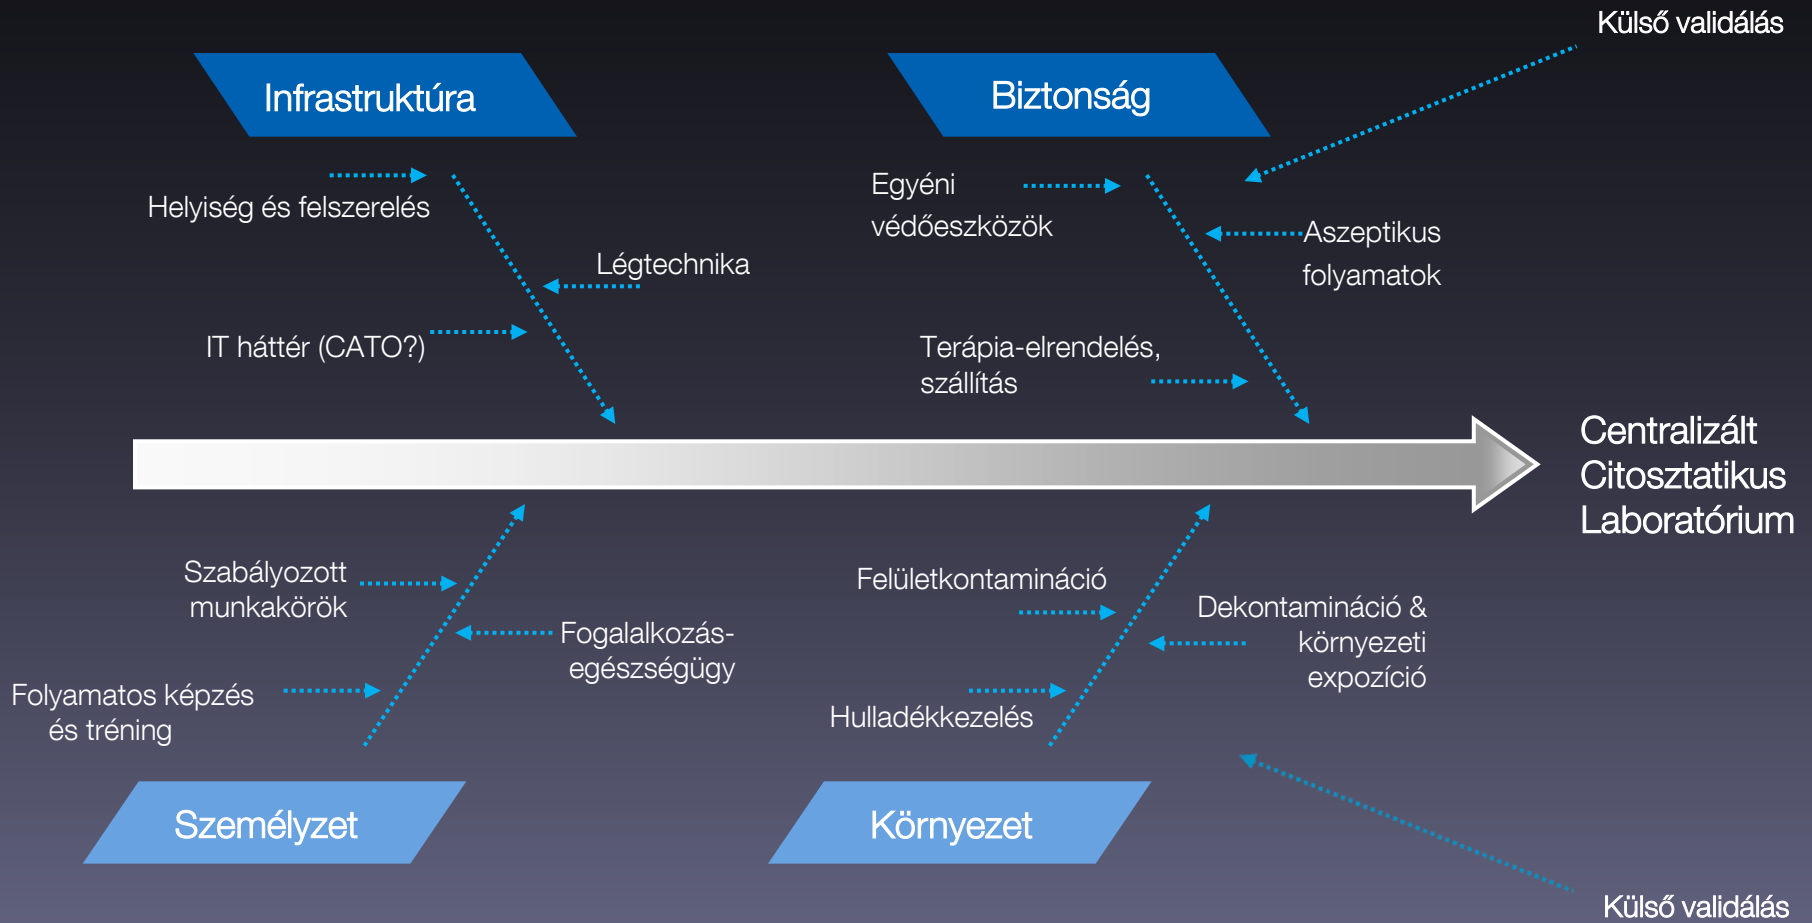 Külső validálás
Infrastruktúra
Biztonság
Helyiség és felszerelés
Légtechnika
IT háttér (CATO?)
Egyéni
védőeszközök
Aszeptikus
folyamatok
Terápia-elrendelés,
szállítás
Centralizált
Citosztatikus
Laboratórium
Szabályozott
munkakörök
Fogalalkozás-
egészségügy
Folyamatos képzés
és tréning
Felületkontamináció
Dekontamináció &
környezeti
expozíció
Hulladékkezelés
Személyzet
Környezet
Külső validálás